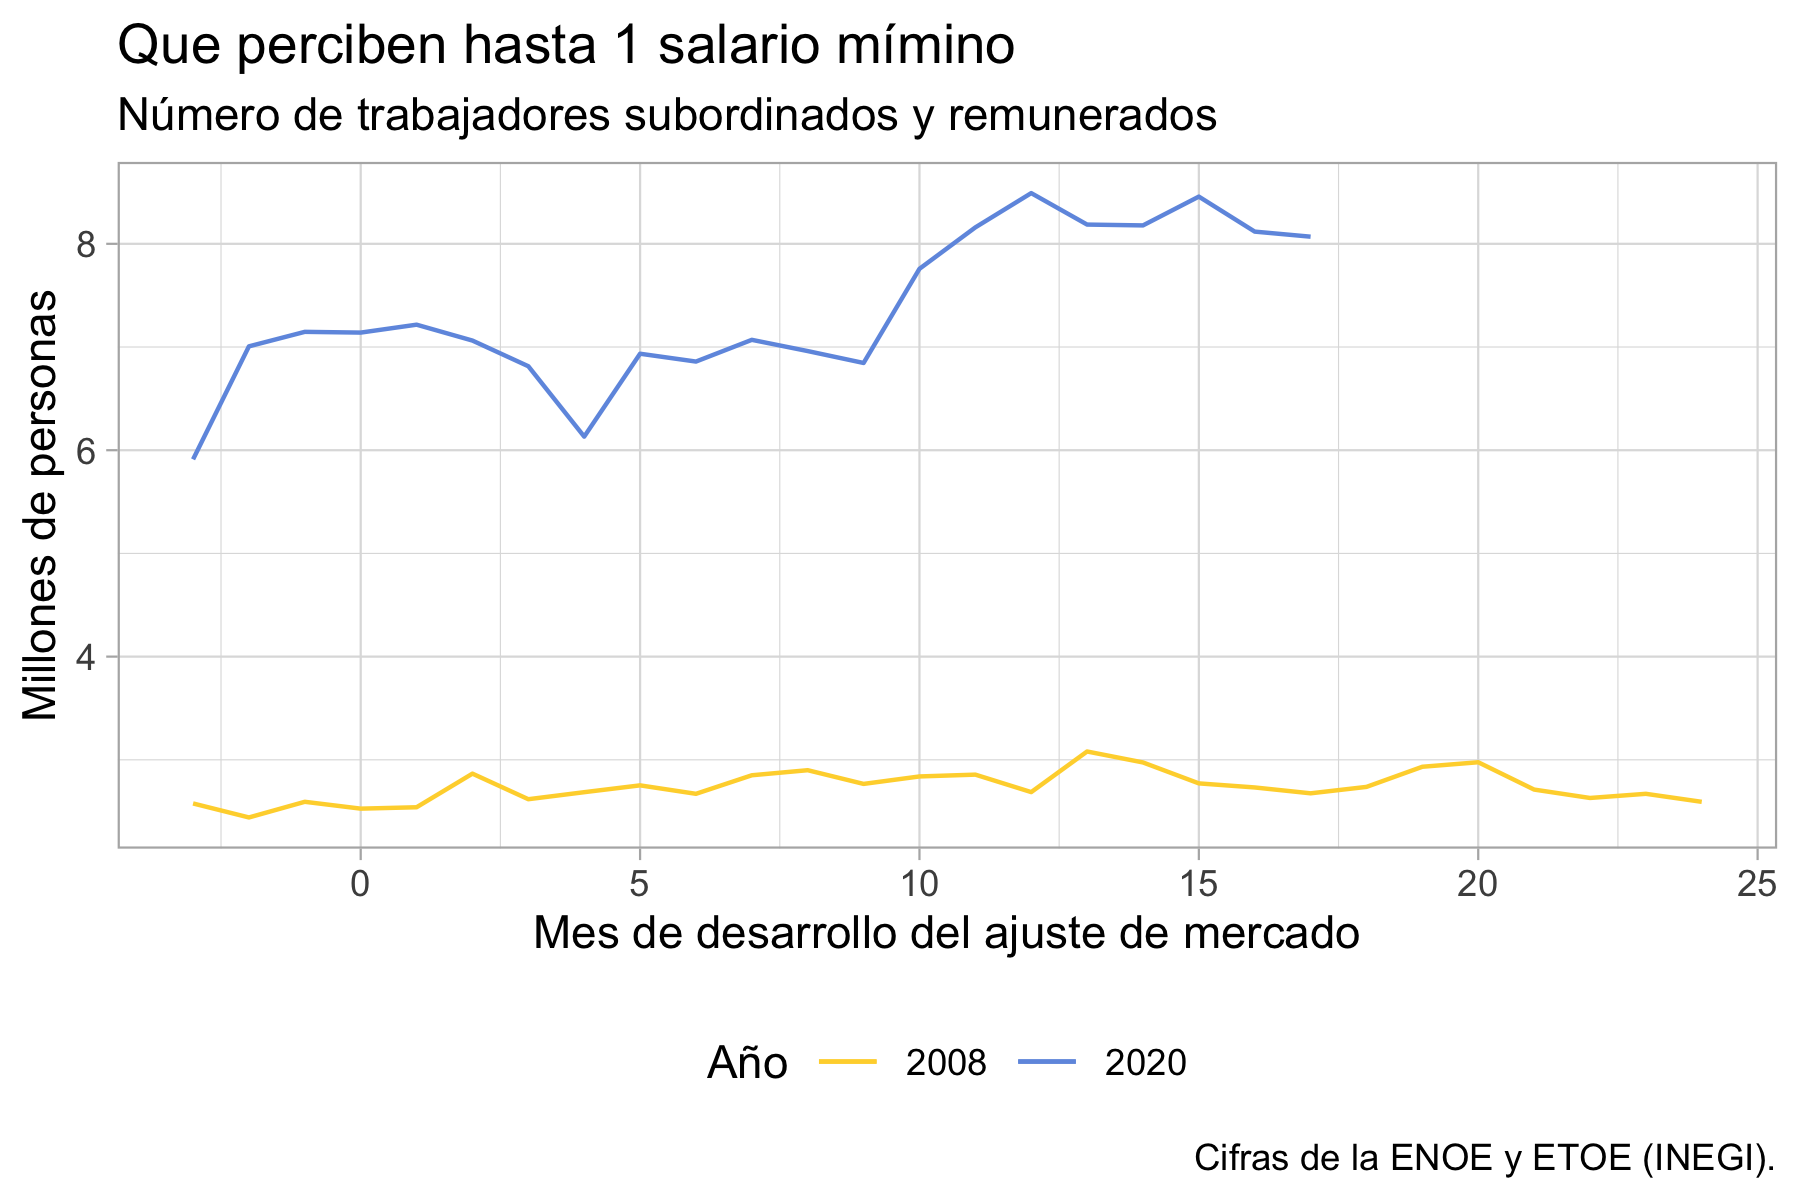 Que perciben hasta 1 salario mímino
Número de trabajadores subordinados y remunerados
Millones de personas
8
6
4
0 5 10 15 20 25
Mes de desarrollo del ajuste de mercado
Año 2008 2020
Cifras de la ENOE y ETOE (INEGI).